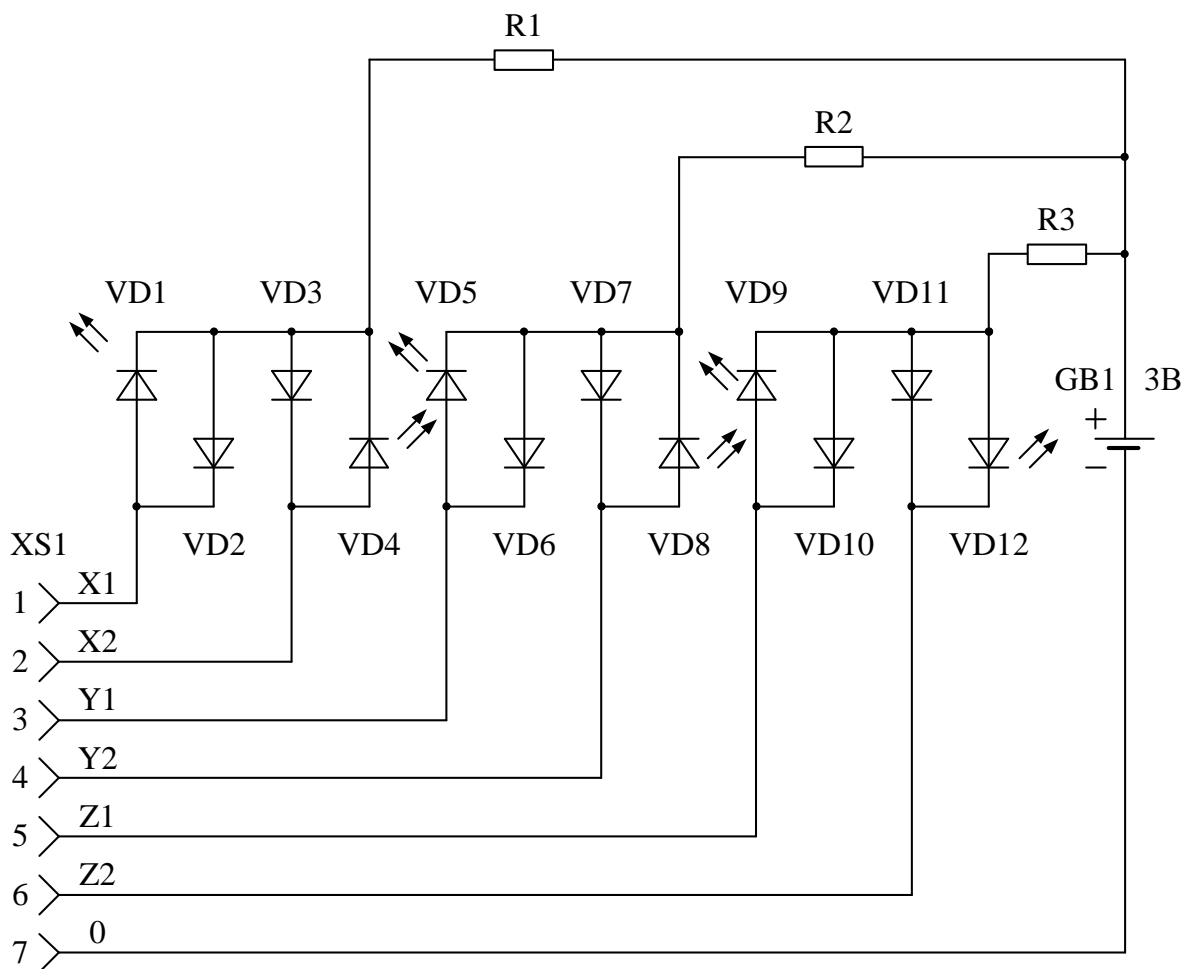 R1
R2
R3
VD1 VD3 VD5 VD7 VD9 VD11
GB1 3В
+
−
XS1 VD2 VD4 VD6 VD8 VD10 VD12
1 X1
2 X2
3 Y1
4 Y2
5 Z1
6 Z2
7 0